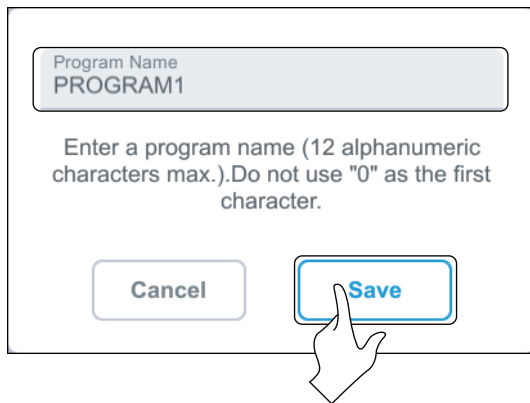 Program Name
PROGRAM1
Enter a program name (12 alphanumeric
characters max.).Do not use "0" as the first
character.
Cancel
Save